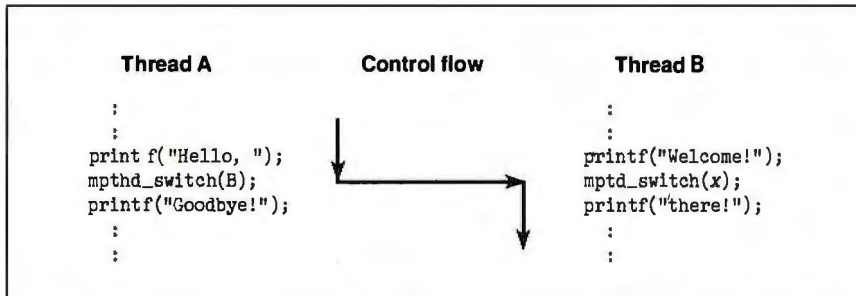 Thread A Control flow Thread B
: :
: :
print f("Hello, "); printf("Welcome!");
mpthd_switch(B); mptd_switch(x);
printf("Goodbye!"); printf("there!");
: :
: :